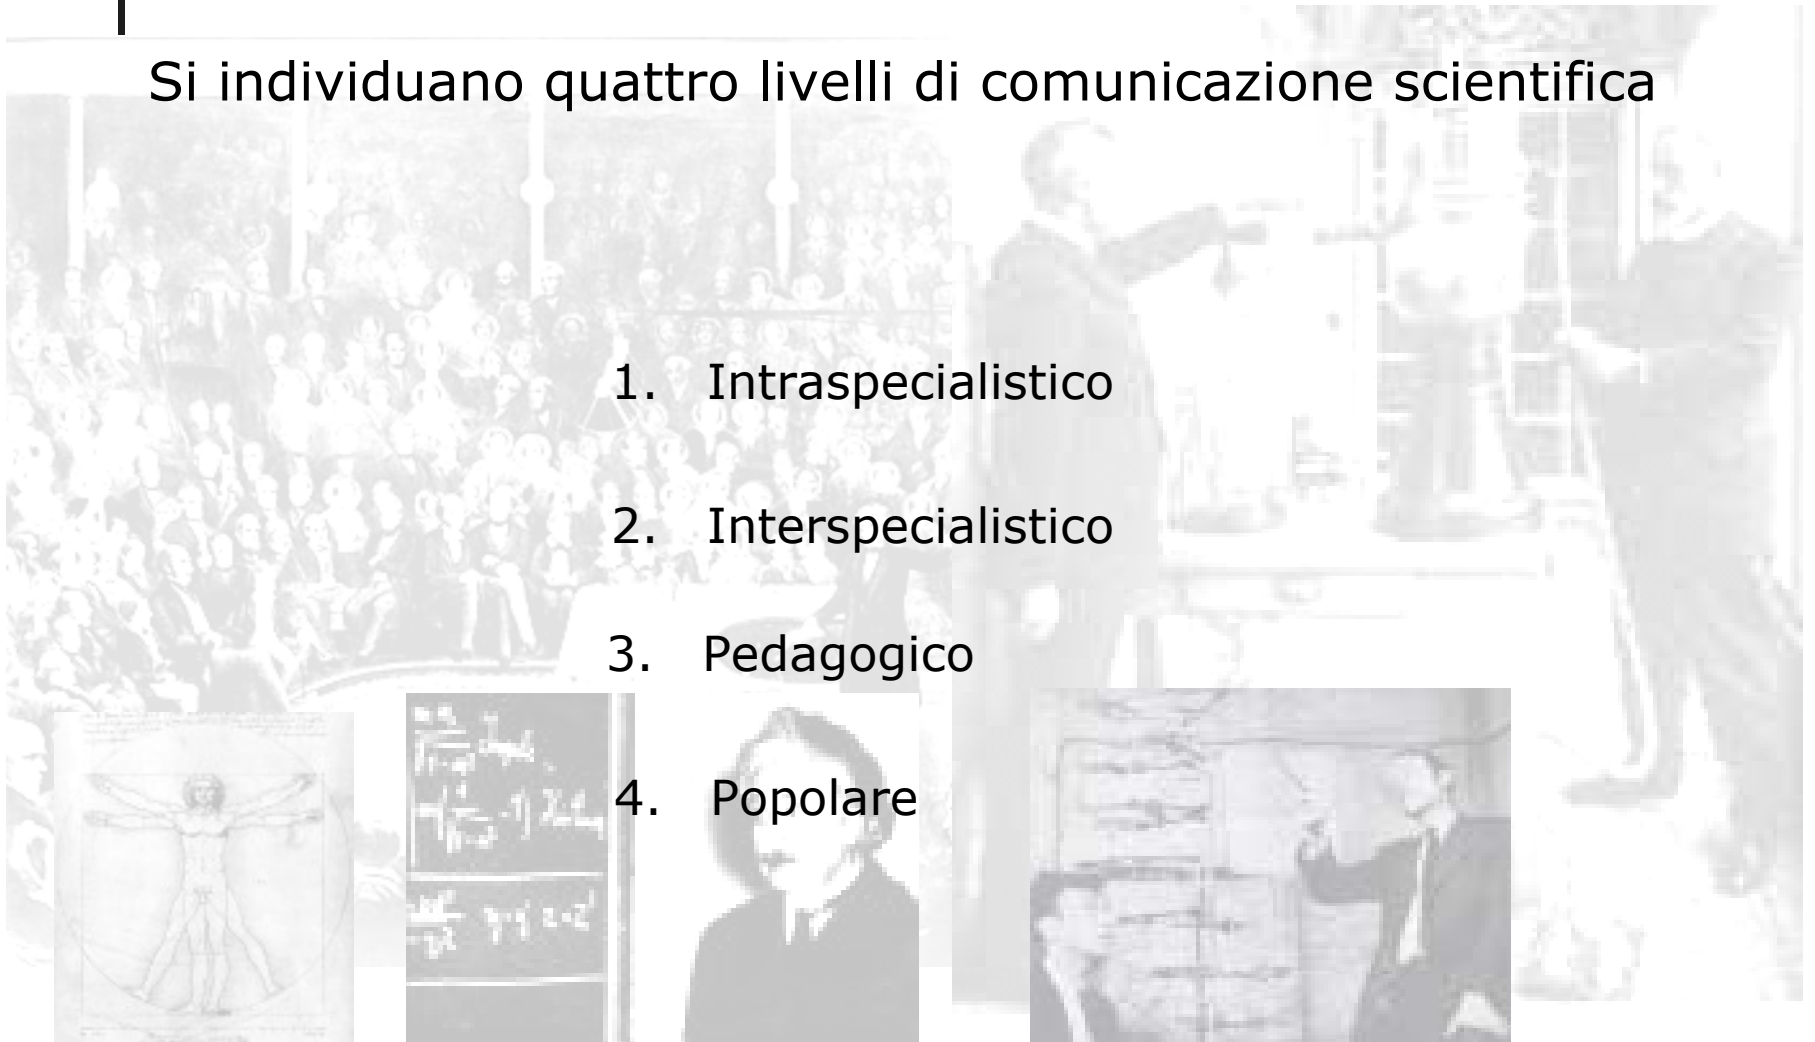 Si individuano quattro livelli di comunicazione scientifica
1. Intraspecialistico
2. Interspecialistico
3. Pedagogico
4. Popolare